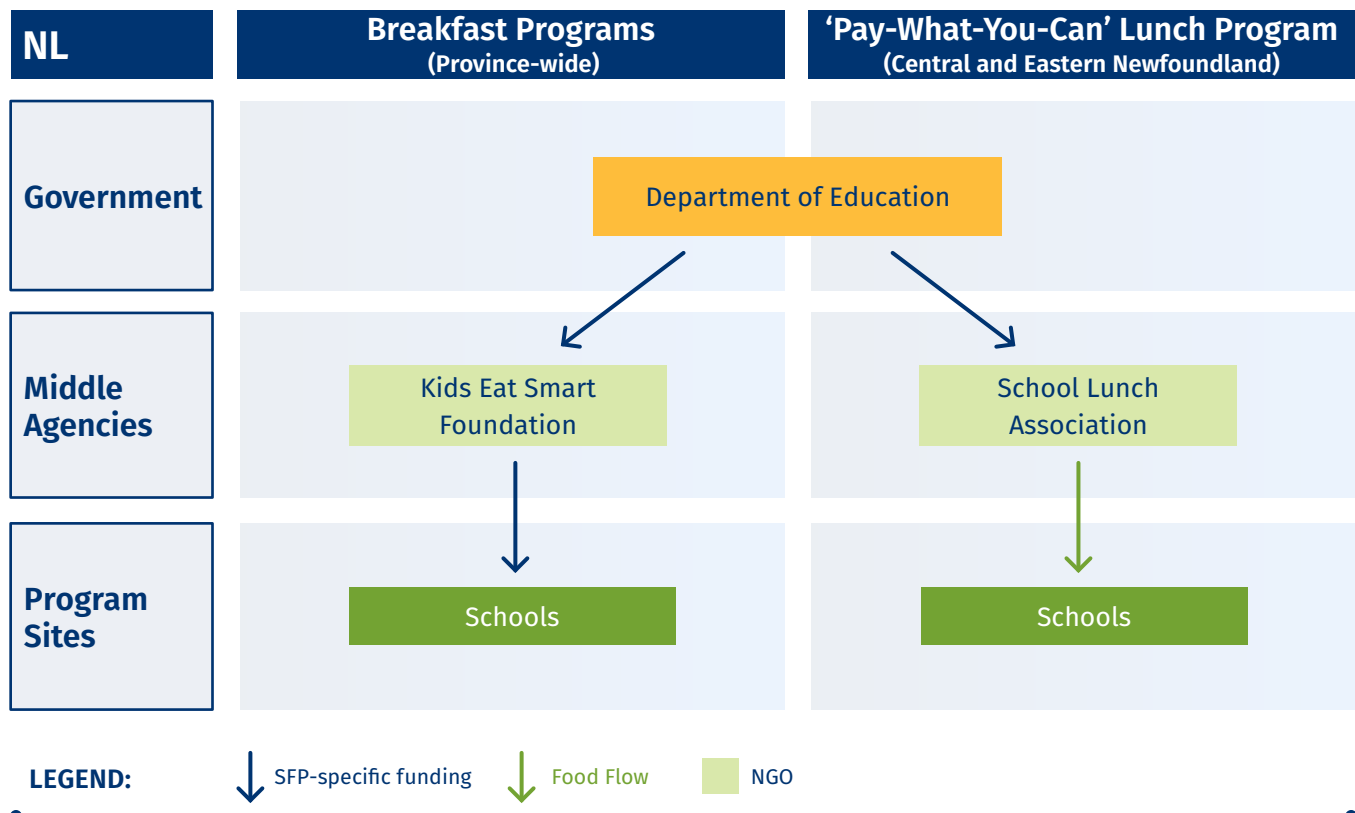 NL
Breakfast Programs
(Province-wide)
‘Pay-What-You-Can’ Lunch Program
(Central and Eastern Newfoundland)
Government
Department of Education
Middle
Agencies
Kids Eat Smart
Foundation
School Lunch
Association
Program
Sites
Schools
Schools
LEGEND:
SFP-specific funding
Food Flow
NGO